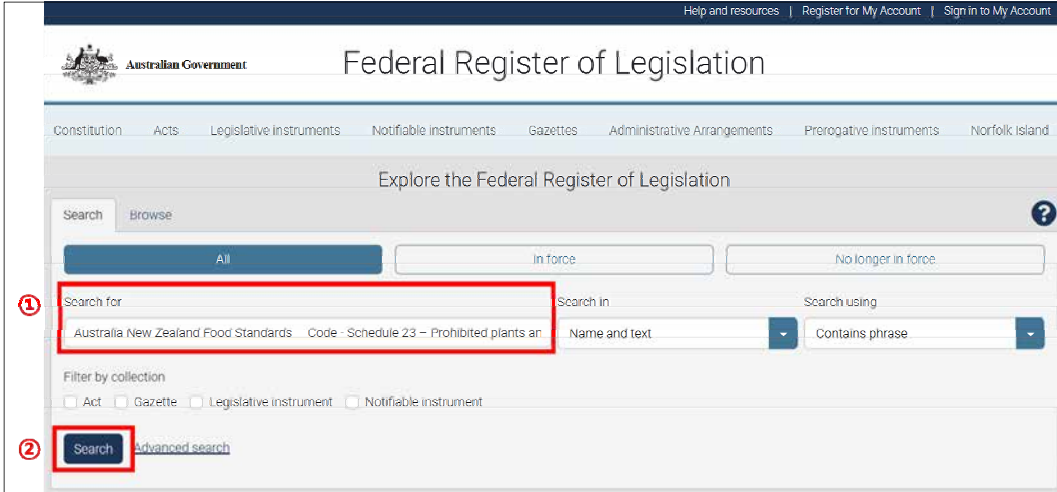 Help and resources | Register for My Account | Sign in to My Account
Australian Government
Federal Register of Legislation
Constitution Acts Legislative instruments Notifiable instruments Gazettes Administrative Arrangements Prerogative instruments Norfolk Island
Explore the Federal Register of Legislation
Search Browse ?
All In force No longer in force
① Search for Search in Search using
Australia New Zealand Food Standards Code - Schedule 23 – Prohibited plants an Name and text Contains phrase
Filter by collection
Act Gazette Legislative instrument Notifiable instrument
② Search Advanced search